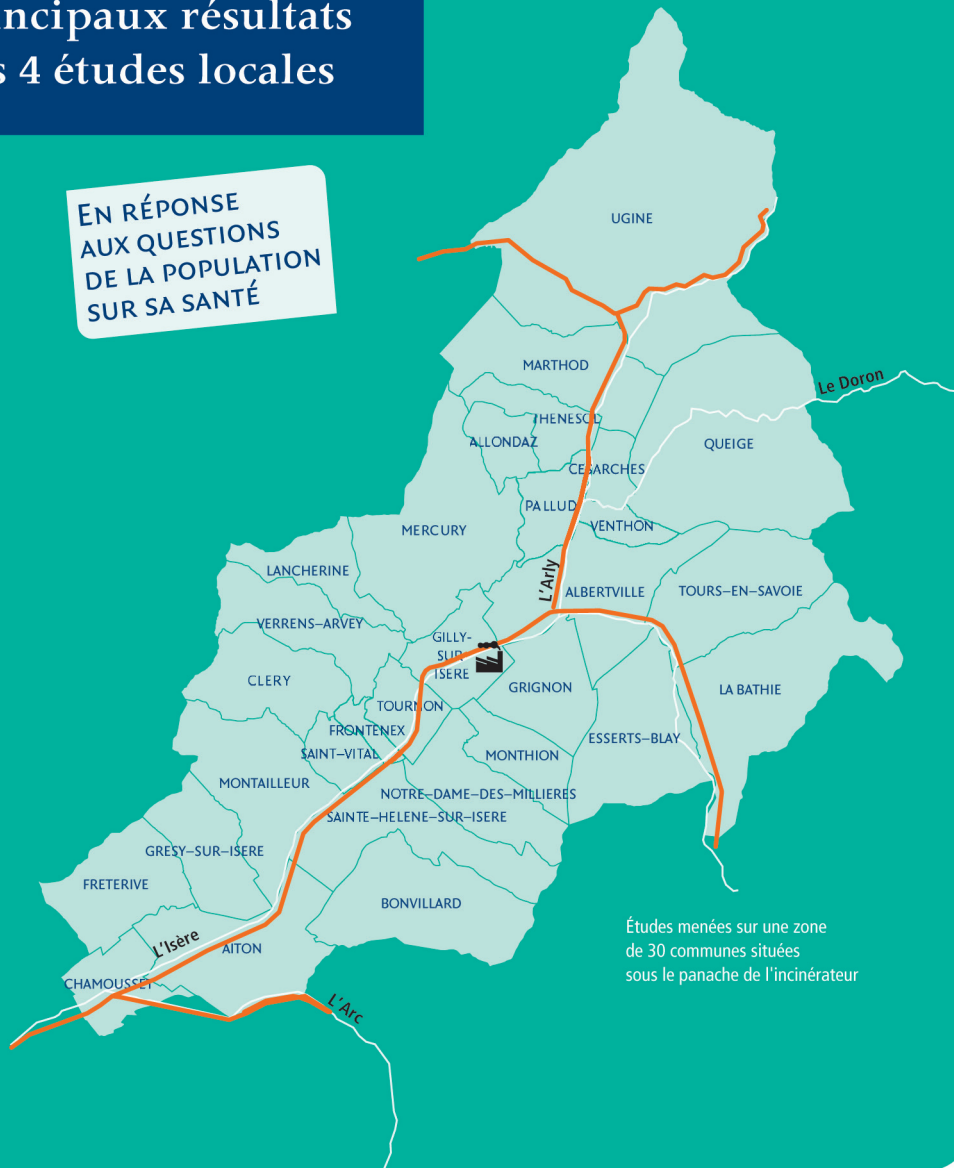 ncipaux résultats
s 4 études locales
EN RÉPONSE
AUX QUESTIONS
DE LA POPULATION
SUR SA SANTÉ
UGINE
MARTHOD
Le Doron
THENESOL
ALLONDAZ
QUEIGE
CESARCHES
PALLUD
VENTHON
MERCURY
LANCHERINE
L'Arly
ALBERTVILLE
TOURS–EN–SAVOIE
VERRENS–ARVEY
GILLY-
SUR-
ISERE
CLERY
GRIGNON
LA BATHIE
TOURNON
FRONTENEX
ESSERTS–BLAY
SAINT–VITAL
MONTHION
MONTAILLEUR
NOTRE–DAME–DES–MILLIERES
SAINTE–HELENE–SUR–ISERE
GRESY–SUR–ISERE
FRETERIVE
BONVILLARD
L'Isère
AITON
CHAMOUSSET
L'Arc
Études menées sur une zone
de 30 communes situées
sous le panache de l'incinérateur